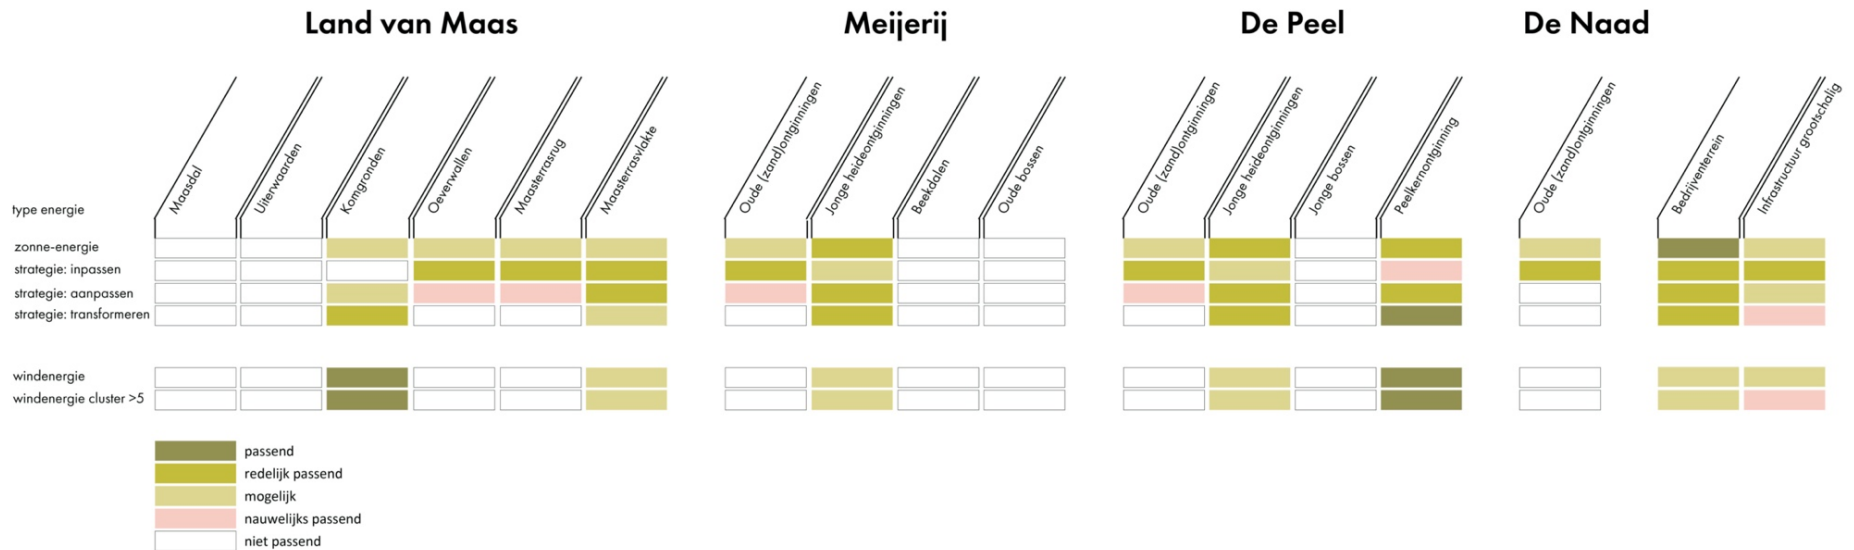 Land van Maas
Meijerij
De Peel
De Naad
type energie
Maasdal
Uiterwaarden
Komgronden
Oeverwallen
Maasterrasrug
Maasterrasvlakte
Oude (zand)ontginningen
Jonge heideontginningen
Beekdalen
Oude bossen
Oude (zand)ontginningen
Jonge heideontginningen
Jonge bossen
Peelkernontginning
Oude (zand)ontginningen
Bedrijventerrein
Infrastructuur grootschalig
zonne-energie
strategie: inpassen
strategie: aanpassen
strategie: transformeren
windenergie
windenergie cluster >5
passend
redelijk passend
mogelijk
nauwelijks passend
niet passend